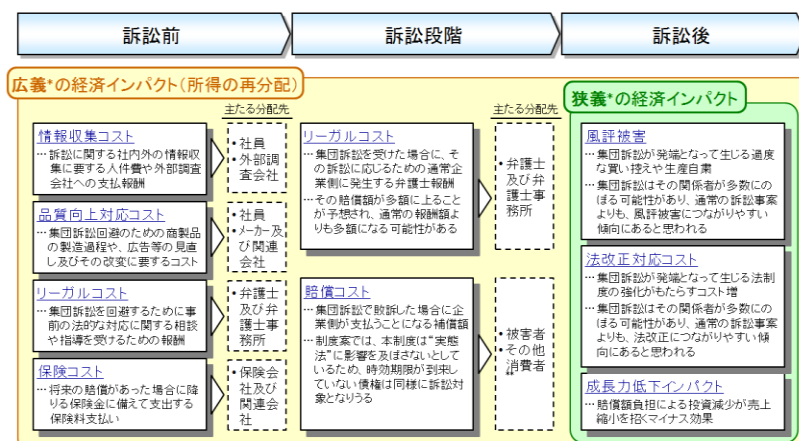 訴訟前
訴訟段階
訴訟後
広義*の経済インパクト(所得の再分配)
主たる分配先
情報収集コスト
…訴訟に関する社内外の情報収
集に要する人件費や外部調査
会社への支払報酬
•社員
•外部調
査会社
品質向上対応コスト
…集団訴訟回避のための商製品
の製造過程や、広告等の見直
し及びその改変に要するコスト
•社員
•メーカー及
び関連
会社
リーガルコスト
…集団訴訟を回避するために事
前の法的な対応に関する相談
や指導を受けるための報酬
•弁護士
及び弁
護士事
務所
保険コスト
…将来の賠償があった場合に降
りる保険金に備えて支出する
保険料支払い
•保険会
社及び
関連会
社
主たる分配先
リーガルコスト
…集団訴訟を受けた場合に、そ
の訴訟に応じるための通常企
業側に発生する弁護士報酬
…その賠償額が多額に上ること
が予想され、通常の報酬額よ
りも多額になる可能性がある
•弁護士
及び弁
護士事
務所
賠償コスト
…集団訴訟で敗訴した場合に企
業側が支払うことになる補償額
…制度案では、本制度は“実態
法”に影響を及ぼさないとして
いるため、時効期限が到来し
ていない債権は同様に訴訟対
象となりうる
•被害者
•その他
消費者
**
狭義*の経済インパクト
風評被害
…集団訴訟が発端となって生じる過度
な買い控えや生産自粛
…集団訴訟はその関係者が多数にの
ぼる可能性があり、通常の訴訟事案
よりも、風評被害につながりやすい
傾向にあると思われる
法改正対応コスト
…集団訴訟が発端となって生じる法制
度の強化がもたらすコスト増
…集団訴訟はその関係者が多数にの
ぼる可能性があり、通常の訴訟事案
よりも、法改正につながりやすい傾
向にあると思われる
成長力低下インパクト
…賠償額負担による投資減少が売上
縮小を招くマイナス効果